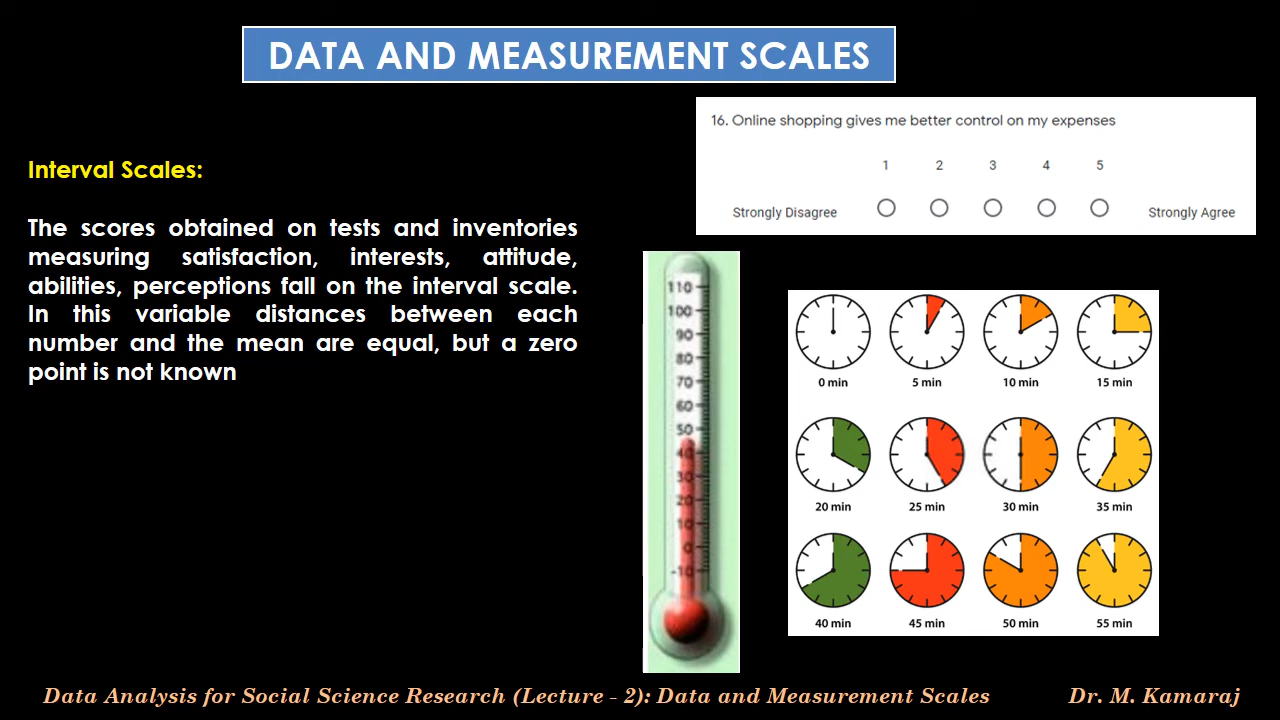 DATA AND MEASUREMENT SCALES
16. Online shopping gives me better control on my expenses
1 2 3 4 5
Strongly Disagree Strongly Agree
Interval Scales:
The scores obtained on tests and inventories
measuring satisfaction, interests, attitude,
abilities, perceptions fall on the interval scale.
In this variable distances between each
number and the mean are equal, but a zero
point is not known
110
100
90
80
70
60
50
40
30
20
10
0
-10
0 min 5 min 10 min 15 min
20 min 25 min 30 min 35 min
40 min 45 min 50 min 55 min
Data Analysis for Social Science Research (Lecture - 2): Data and Measurement Scales Dr. M. Kamaraj